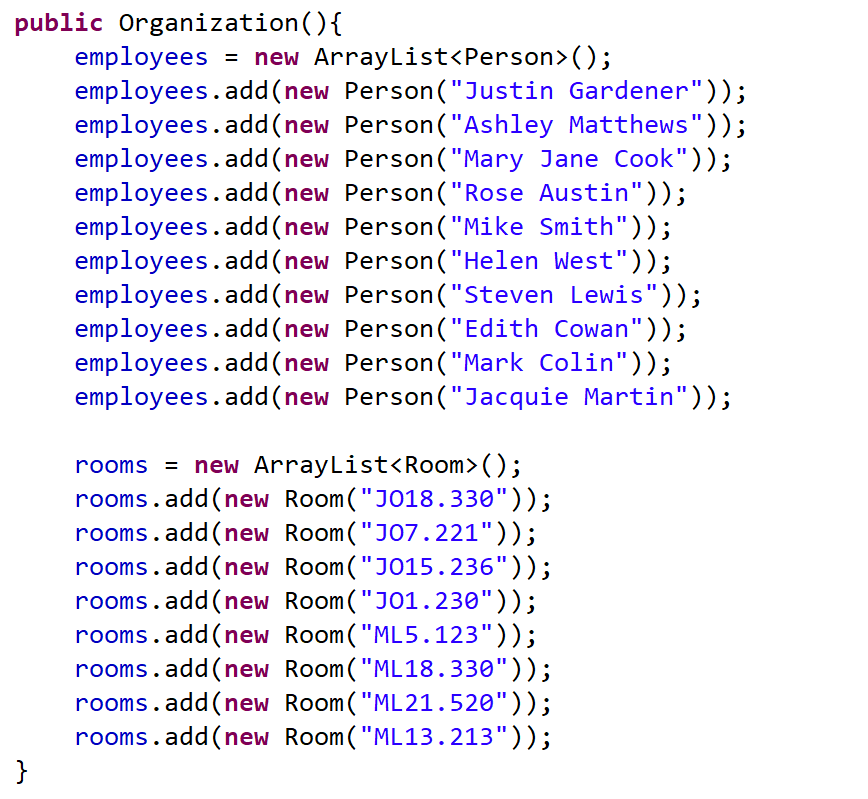 public Organization(){
    employees = new ArrayList<Person>();
    employees.add(new Person("Justin Gardener"));
    employees.add(new Person("Ashley Matthews"));
    employees.add(new Person("Mary Jane Cook"));
    employees.add(new Person("Rose Austin"));
    employees.add(new Person("Mike Smith"));
    employees.add(new Person("Helen West"));
    employees.add(new Person("Steven Lewis"));
    employees.add(new Person("Edith Cowan"));
    employees.add(new Person("Mark Colin"));
    employees.add(new Person("Jacquie Martin"));

    rooms = new ArrayList<Room>();
    rooms.add(new Room("JO18.330"));
    rooms.add(new Room("JO7.221"));
    rooms.add(new Room("JO15.236"));
    rooms.add(new Room("JO1.230"));
    rooms.add(new Room("ML5.123"));
    rooms.add(new Room("ML18.330"));
    rooms.add(new Room("ML21.520"));
    rooms.add(new Room("ML13.213"));
}